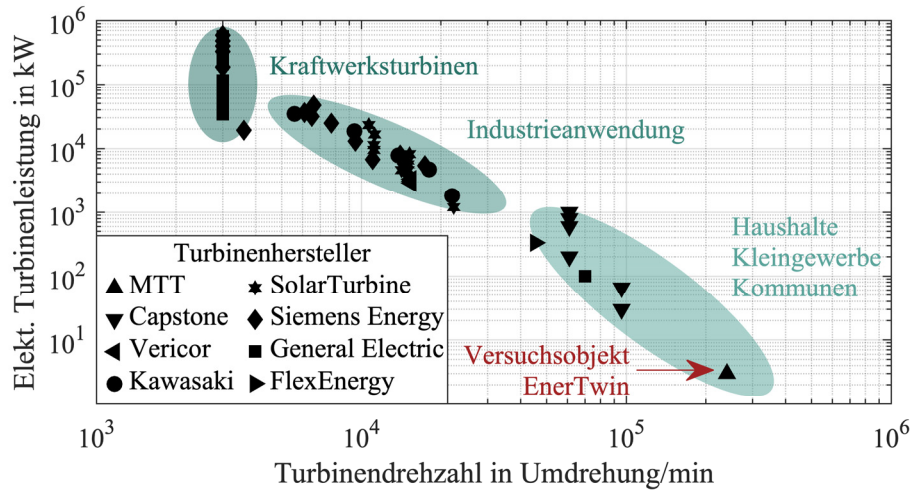 10^6
10^5
10^4
10^3
10^2
10^1
Elekt. Turbinenleistung in kW
Kraftwerksturbinen
Industrieanwendung
Haushalte
Kleingewerbe
Kommunen
Versuchsobjekt
EnerTwin
Turbinenhersteller
MTT
Capstone
Vericor
Kawasaki
SolarTurbine
Siemens Energy
General Electric
FlexEnergy
10^3
10^4
10^5
10^6
Turbinendrehzahl in Umdrehung/min